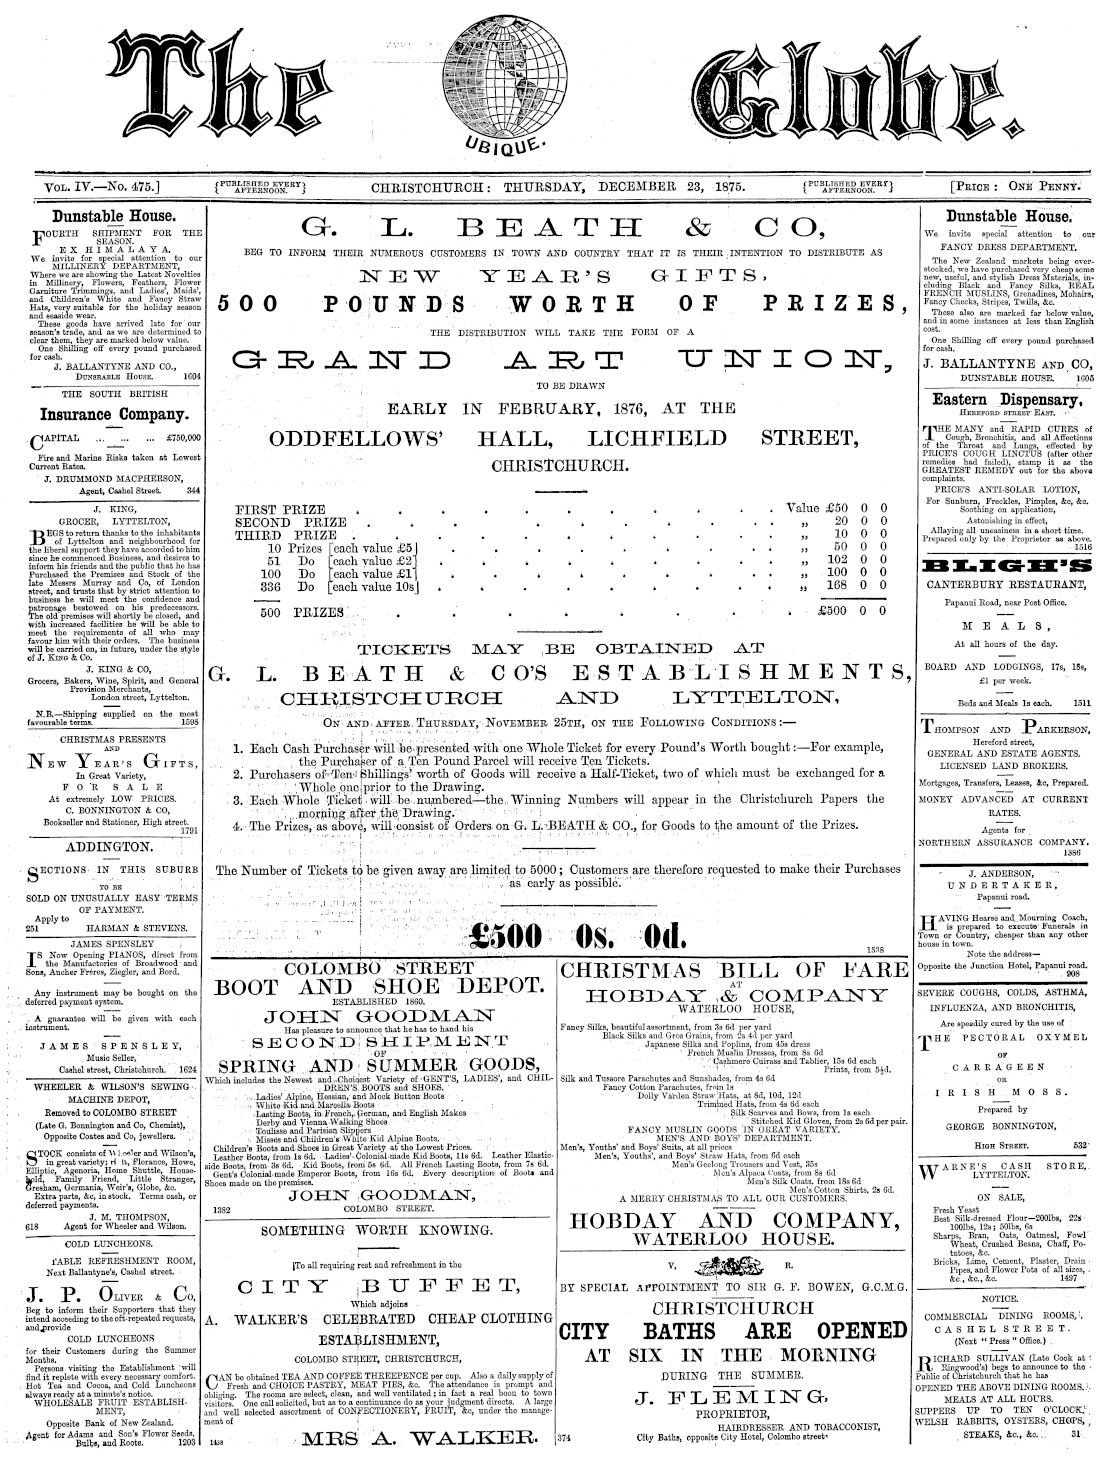 The Globe.
UBIQUE.
VOL. IV.—No. 475.]
{PUBLISHED EVERY AFTERNOON.}
CHRISTCHURCH: THURSDAY, DECEMBER 23, 1875.
{PUBLISHED EVERY AFTERNOON.}
[PRICE: ONE PENNY.
Dunstable House.
FOURTH SHIPMENT FOR THE
SEASON.
EX HIMALAYA.
We invite for special attention to our
MILLINERY DEPARTMENT,
Where we are showing the Latest Novelties
in Millinery, Flowers, Feathers, Flower
Garniture Trimmings, and Ladies', Maids',
and Children's White and Fancy Straw
Hats, very suitable for the holiday season
and seaside wear.
These goods have arrived late for our
season's trade, and as we are determined to
clear them, they are marked below value.
One Shilling off every pound purchased
for cash.
J. BALLANTYNE AND CO.,
DUNSRABLE HOUSE. 1604
THE SOUTH BRITISH
Insurance Company.
CAPITAL ... ... ... £750,000
Fire and Marine Risks taken at Lowest
Current Rates.
J. DRUMMOND MACPHERSON,
Agent, Cashel Street. 344
J. KING,
GROCER, LYTTELTON,
BEGS to return thanks to the inhabitants
of Lyttelton and neighbourhood for
the liberal support they have accorded to him
since he commenced Business, and desires to
inform his friends and the public that he has
Purchased the Premises and Stock of the
late Messrs Murray and Co, of London
street, and trusts that by strict attention to
business he will meet the confidence and
patronage bestowed on his predecessors.
The old premises will shortly be closed, and
with increased facilities he will be able to
meet the requirements of all who may
favour him with their orders. The business
will be carried on, in future, under the style
of J. KING & Co.
J. KING & CO,
Grocers, Bakers, Wine, Spirit, and General
Provision Merchants,
London street, Lyttelton.
N.B.—Shipping supplied on the most
favourable terms. 1598
CHRISTMAS PRESENTS
AND
NEW YEAR'S GIFTS,
In Great Variety,
FOR SALE
At extremely LOW PRICES.
C. BONNINGTON & CO,
Bookseller and Stationer, High street.
1791
ADDINGTON.
SECTIONS IN THIS SUBURB
TO BE
SOLD ON UNUSUALLY EASY TERMS
OF PAYMENT.
Apply to
251 HARMAN & STEVENS.
JAMES SPENSLEY
IS Now Opening PIANOS, direct from
the Manufactories of Broadwood and
Sons, Aucher Fréres, Ziegler, and Bord.
Any instrument may be bought on the
deferred payment system.
A guarantee will be given with each
instrument.
JAMES SPENSLEY,
Music Seller,
Cashel street, Christchurch. 1624
WHEELER & WILSON'S SEWING
MACHINE DEPOT,
Removed to COLOMBO STREET
(Late G. Bonnington and Co, Chemist),
Opposite Coates and Co, jewellers.
STOCK consists of Wheeler and Wilson's,
in great variety; Florance, Howe,
Elliptic, Agenoria, Home Shuttle, House-
hold, Family Friend, Little Stranger,
Gresham, Germania, Weir's, Globe, &c.
Extra parts, &c, in stock. Terms cash, or
deferred payments.
J. M. THOMPSON,
618 Agent for Wheeler and Wilson.
COLD LUNCHEONS.
TABLE REFRESHMENT ROOM,
Next Ballantyne's, Cashel street.
J. P. OLIVER & CO,
Beg to inform their Supporters that they
intend acceeding to the oft-repeated requests,
and provide
COLD LUNCHEONS
for their Customers during the Summer
Months.
Persons visiting the Establishment will
find it replete with every necessary comfort.
Hot Tea and Cocoa, and Cold Luncheons
always ready at a minute's notice.
WHOLESALE FRUIT ESTABLISH-
MENT,
Opposite Bank of New Zealand.
Agent for Adams and Son's Flower Seeds,
Bulbs, and Roots. 1203
G. L. BEATH & CO,
BEG TO INFORM THEIR NUMEROUS CUSTOMERS IN TOWN AND COUNTRY THAT IT IS THEIR INTENTION TO DISTRIBUTE AS
NEW YEAR'S GIFTS,
500 POUNDS WORTH OF PRIZES,
THE DISTRIBUTION WILL TAKE THE FORM OF A
GRAND ART UNION,
TO BE DRAWN
EARLY IN FEBRUARY, 1876, AT THE
ODDFELLOWS' HALL, LICHFIELD STREET,
CHRISTCHURCH.
FIRST PRIZE . . . . . . . . Value £50 0 0
SECOND PRIZE . . . . . . . . „ 20 0 0
THIRD PRIZE . . . . . . . . „ 10 0 0
10 Prizes [each value £5] . . . . . . . „ 50 0 0
51 Do [each value £2] . . . . . . . „ 102 0 0
100 Do [each value £1] . . . . . . . „ 100 0 0
336 Do [each value 10s] . . . . . . . „ 168 0 0
500 PRIZES . . . . . . . . £500 0 0
TICKETS MAY BE OBTAINED AT
G. L. BEATH & CO'S ESTABLISHMENTS,
CHRISTCHURCH AND LYTTELTON,
ON AND AFTER THURSDAY, NOVEMBER 25TH, ON THE FOLLOWING CONDITIONS:—
1. Each Cash Purchaser will be presented with one Whole Ticket for every Pound's Worth bought:—For example,
the Purchaser of a Ten Pound Parcel will receive Ten Tickets.
2. Purchasers of Ten Shillings' worth of Goods will receive a Half-Ticket, two of which must be exchanged for a
Whole one prior to the Drawing.
3. Each Whole Ticket will be numbered—the Winning Numbers will appear in the Christchurch Papers the
morning after the Drawing.
4. The Prizes, as above, will consist of Orders on G. L. BEATH & CO., for Goods to the amount of the Prizes.
The Number of Tickets to be given away are limited to 5000; Customers are therefore requested to make their Purchases
as early as possible.
£500 0s. 0d.
1538
COLOMBO STREET
BOOT AND SHOE DEPOT.
ESTABLISHED 1860.
JOHN GOODMAN
Has pleasure to announce that he has to hand his
SECOND SHIPMENT
OF
SPRING AND SUMMER GOODS,
Which includes the Newest and Choicest Variety of GENT'S, LADIES', and CHIL-
DREN'S BOOTS and SHOES.
Ladies' Alpine, Hessian, and Mock Button Boots
White Kid and Marcella Boots
Lasting Boots, in French, German, and English Makes
Derby and Vienna Walking Shoes
Toulisse and Parisian Slippers
Misses and Children's White Kid Alpine Boots.
Children's Boots and Shoes in Great Variety at the Lowest Prices.
Leather Boots, from 1s 6d. Ladies' Colonial-made Kid Boots, 11s 6d. Leather Elastic-
side Boots, from 3s 6d. Kid Boots, from 5s 6d. All French Lasting Boots, from 7s 6d.
Gent's Colonial-made Emperor Boots, from 16s 6d. Every description of Boots and
Shoes made on the premises.
JOHN GOODMAN,
1382 COLOMBO STREET.
SOMETHING WORTH KNOWING.
To all requiring rest and refreshment in the
CITY BUFFET,
Which adjoins
A. WALKER'S CELEBRATED CHEAP CLOTHING
ESTABLISHMENT,
COLOMBO STREET, CHRISTCHURCH,
CAN be obtained TEA AND COFFEE THREEPENCE per cup. Also a daily supply of
Fresh and CHOICE PASTRY, MEAT PIES, &c. The attendance is prompt and
obliging. The rooms are select, clean, and well ventilated; in fact a real boon to town
visitors. One call solicited, but as to a continuance do as your judgment directs. A large
and well selected assortment of CONFECTIONERY, FRUIT, &c, under the manage-
ment of
MRS A. WALKER.
CHRISTMAS BILL OF FARE
AT
HOBDAY & COMPANY
WATERLOO HOUSE,
Fancy Silks, beautiful assortment, from 3s 6d per yard
Black Silks and Gros Grains, from 2s 4d per yard
Japanese Silks and Poplins, from 45s dress
French Muslin Dresses, from 8s 6d
Cashmere Cuirass and Tablier, 15s 6d each
Prints, from 5½d.
Silk and Tussore Parachutes and Sunshades, from 4s 6d
Fancy Cotton Parachutes, from 1s
Dolly Varden Straw Hats, at 8d, 10d, 12d
Trimmed Hats, from 4s 6d each
Silk Scarves and Bows, from 1s each
Stitched Kid Gloves, from 2s 6d per pair.
FANCY MUSLIN GOODS IN GREAT VARIETY.
MEN'S AND BOYS' DEPARTMENT.
Men's, Youths' and Boys' Suits, at all prices
Men's, Youths', and Boys' Straw Hats, from 6d each
Men's Geelong Trousers and Vest, 35s
Men's Alpaca Coats, from 8s 6d
Men's Silk Coats, from 18s 6d
Men's Cotton Shirts, 2s 6d.
A MERRY CHRISTMAS TO ALL OUR CUSTOMERS.
HOBDAY AND COMPANY,
WATERLOO HOUSE.
V. R.
BY SPECIAL APPOINTMENT TO SIR G. F. BOWEN, G.C.M.G.
CHRISTCHURCH
CITY BATHS ARE OPENED
AT SIX IN THE MORNING
DURING THE SUMMER.
J. FLEMING,
PROPRIETOR,
HAIRDRESSER AND TOBACCONIST,
374 City Baths, opposite City Hotel, Colombo street
Dunstable House.
We invite special attention to our
FANCY DRESS DEPARTMENT.
The New Zealand markets being over-
stocked, we have purchased very cheap some
new, useful, and stylish Dress Materials, in-
cluding Black and Fancy Silks, REAL
FRENCH MUSLINS, Grenadines, Mohairs,
Fancy Checks, Stripes, Twills, &c.
These also are marked far below value,
and in some instances at less than English
cost.
One Shilling off every pound purchased
for cash.
J. BALLANTYNE AND CO,
DUNSTABLE HOUSE. 1605
Eastern Dispensary,
HEREFORD STREET EAST.
THE MANY and RAPID CURES of
Cough, Bronchitis, and all Affections
of the Throat and Lungs, effected by
PRICE'S COUGH LINCTUS (after other
remedies had failed), stamp it as the
GREATEST REMEDY out for the above
complaints.
PRICE'S ANTI-SOLAR LOTION,
For Sunburn, Freckles, Pimples, &c, &c.
Soothing on application,
Astonishing in effect,
Allaying all uneasiness in a short time.
Prepared only by the Proprietor as above.
1516
BLIGH'S
CANTERBURY RESTAURANT,
Papanui Road, near Post Office.
MEALS,
At all hours of the day.
BOARD AND LODGINGS, 17s, 18s,
£1 per week.
Beds and Meals 1s each. 1511
THOMPSON AND PARKERSON,
Hereford street,
GENERAL AND ESTATE AGENTS.
LICENSED LAND BROKERS.
Mortgages, Transfers, Leases, &c, Prepared.
MONEY ADVANCED AT CURRENT
RATES.
Agents for
NORTHERN ASSURANCE COMPANY.
1386
J. ANDERSON,
UNDERTAKER,
Papanui road.
HAVING Hearse and Mourning Coach,
is prepared to execute Funerals in
Town or Country, cheaper than any other
house in town.
Note the address—
Opposite the Junction Hotel, Papanui road.
908
SEVERE COUGHS, COLDS, ASTHMA,
INFLUENZA, AND BRONCHITIS,
Are speedily cured by the use of
THE PECTORAL OXYMEL
OF
CARRAGEEN
OR
IRISH MOSS.
Prepared by
GEORGE BONNINGTON,
HIGH STREET. 532
WARNE'S CASH STORE,
LYTTELTON.
ON SALE,
Fresh Yeast
Best Silk-dressed Flour—200lbs, 22s
100lbs, 12s; 50lbs, 6s
Sharps, Bran, Oats, Oatmeal, Fowl
Wheat, Crushed Beans, Chaff, Po-
tatoes, &c.
Bricks, Lime, Cement, Plaster, Drain
Pipes, and Flower Pots of all sizes,
&c., &c., &c. 1497
NOTICE.
COMMERCIAL DINING ROOMS,
CASHEL STREET.
(Next "Press" Office.)
RICHARD SULLIVAN (Late Cook at
Ringwood's) begs to announce to the
Public of Christchurch that he has
OPENED THE ABOVE DINING ROOMS.
MEALS AT ALL HOURS.
SUPPERS UP TO TEN O'CLOCK.
WELSH RABBITS, OYSTERS, CHOPS,
STEAKS, &c., &c. 31